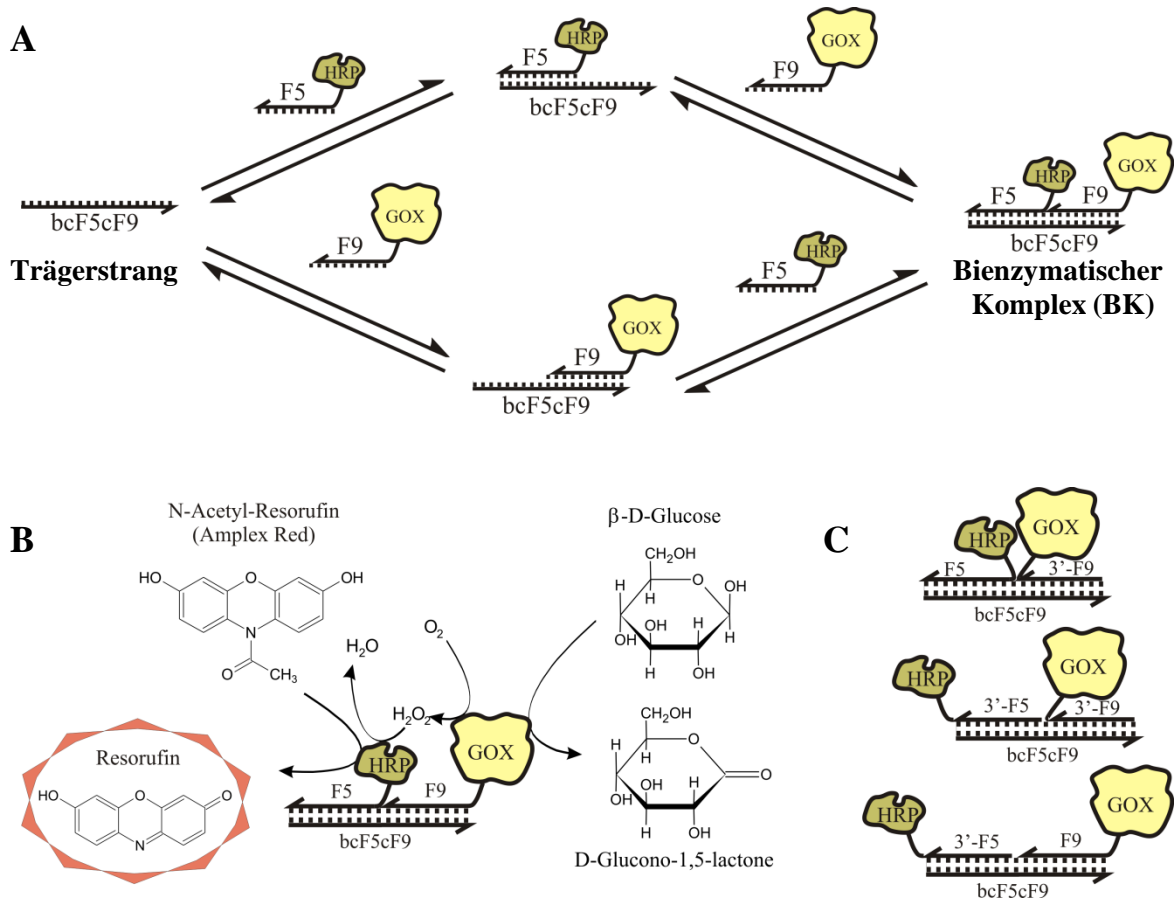 A
F5
HRP
F5
HRP
bcF5cF9
F9
GOX
bcF5cF9
Trägerstrang
F9
GOX
F9
GOX
bcF5cF9
F5
HRP
F5
HRP
F9
GOX
bcF5cF9
Bienzymatischer
Komplex (BK)
B
N-Acetyl-Resorufin
(Amplex Red)
HO
O
OH
N
O
CH₃
H₂O
O₂
H₂O₂
HRP
GOX
F5
F9
bcF5cF9
Resorufin
HO
O
O
N
β-D-Glucose
CH₂OH
H
O
OH
H
OH
H
OH
H
H
OH
CH₂OH
H
O
H
OH
H
OH
H
O
H
OH
D-Glucono-1,5-lactone
C
HRP
GOX
F5
3'-F9
bcF5cF9
HRP
GOX
3'-F5
3'-F9
bcF5cF9
HRP
GOX
3'-F5
F9
bcF5cF9